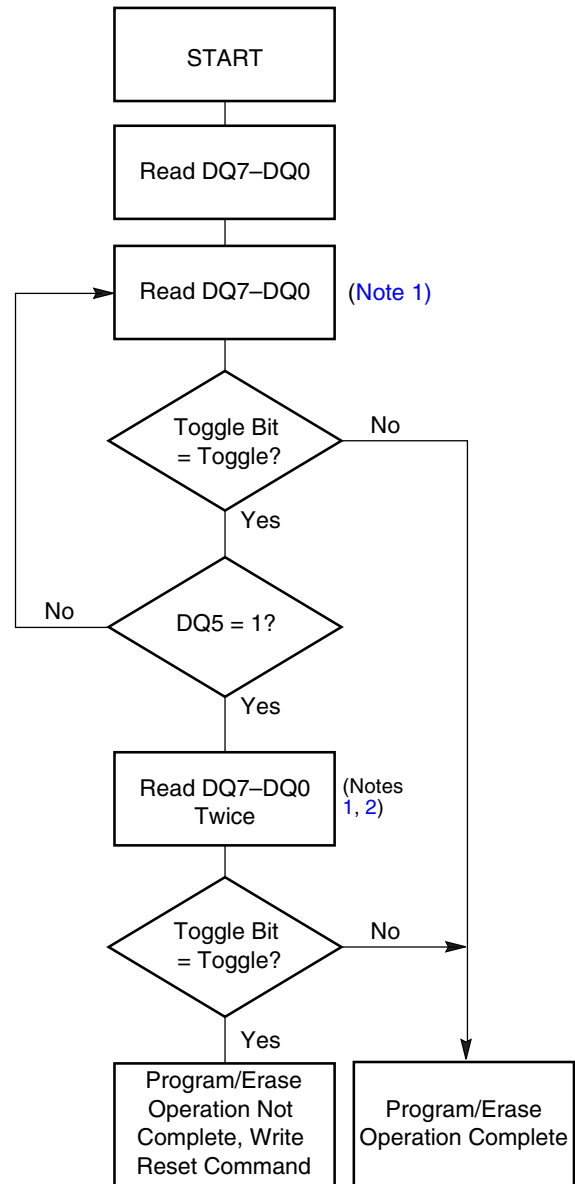 START
Read DQ7–DQ0
Read DQ7–DQ0
(Note 1)
Toggle Bit
= Toggle?
No
Yes
DQ5 = 1?
No
Yes
Read DQ7–DQ0
Twice
(Notes
1, 2)
Toggle Bit
= Toggle?
No
Yes
Program/Erase
Operation Not
Complete, Write
Reset Command
Program/Erase
Operation Complete